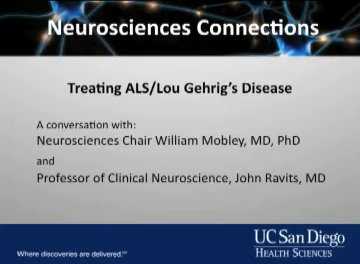 Neurosciences Connections
Treating ALS/Lou Gehrig's Disease
A conversation with:
Neurosciences Chair William Mobley, MD, PhD
and
Professor of Clinical Neuroscience, John Ravits, MD
UC San Diego
HEALTH SCIENCES
Where discoveries are delivered.℠